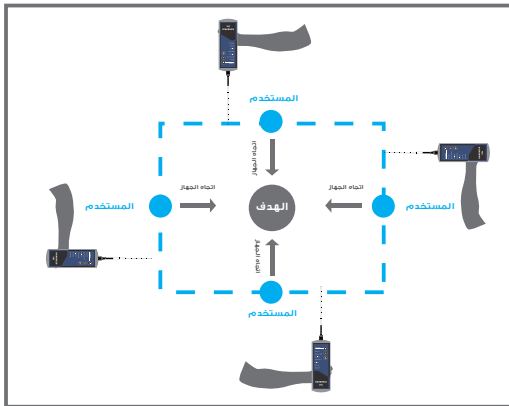 المستخدم
اتجاه الجهاز
اتجاه الجهاز
الهدف
اتجاه الجهاز
المستخدم
المستخدم
اتجاه الجهاز
المستخدم